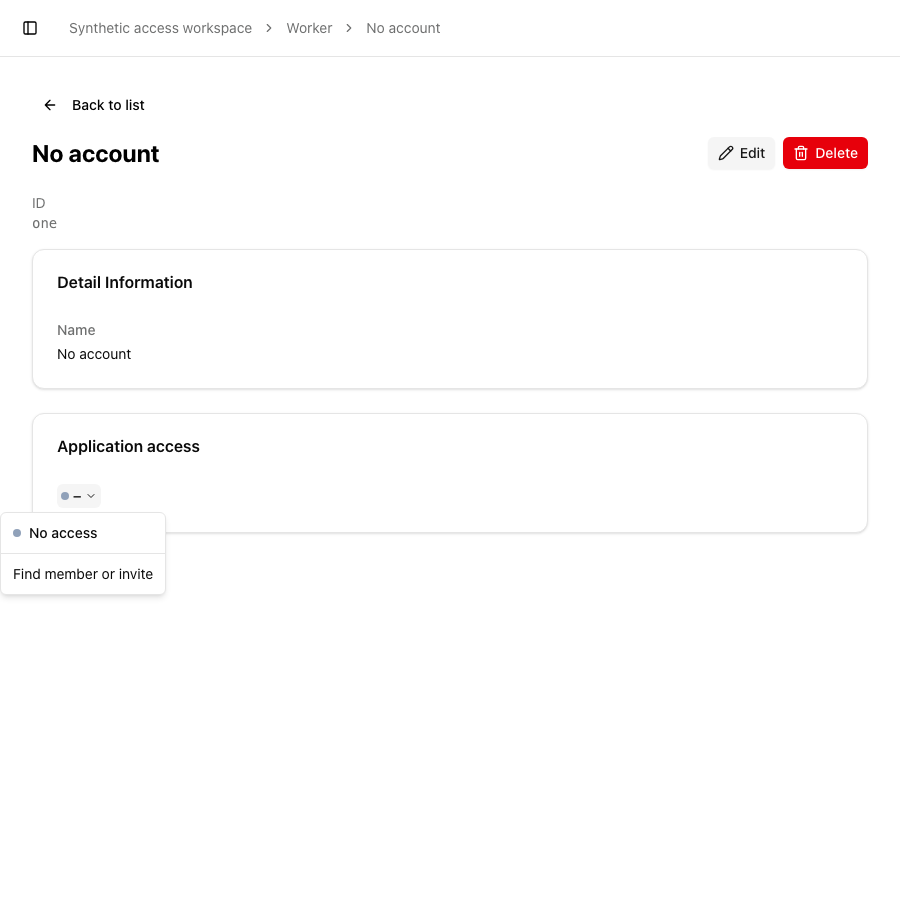 Synthetic access workspace > Worker > No account
Back to list
No account
Edit
Delete
ID
one
Detail Information
Name
No account
Application access
–
No access
Find member or invite